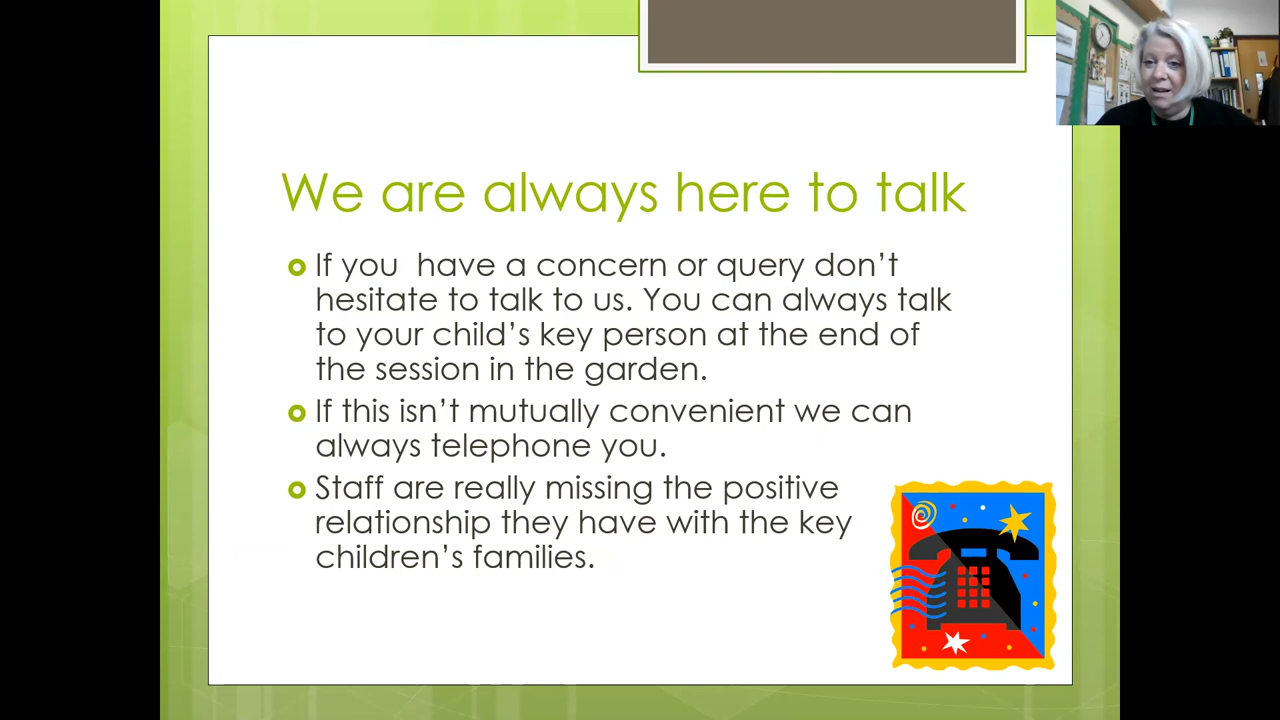 We are always here to talk
If you have a concern or query don't
hesitate to talk to us. You can always talk
to your child's key person at the end of
the session in the garden.
If this isn't mutually convenient we can
always telephone you.
Staff are really missing the positive
relationship they have with the key
children's families.